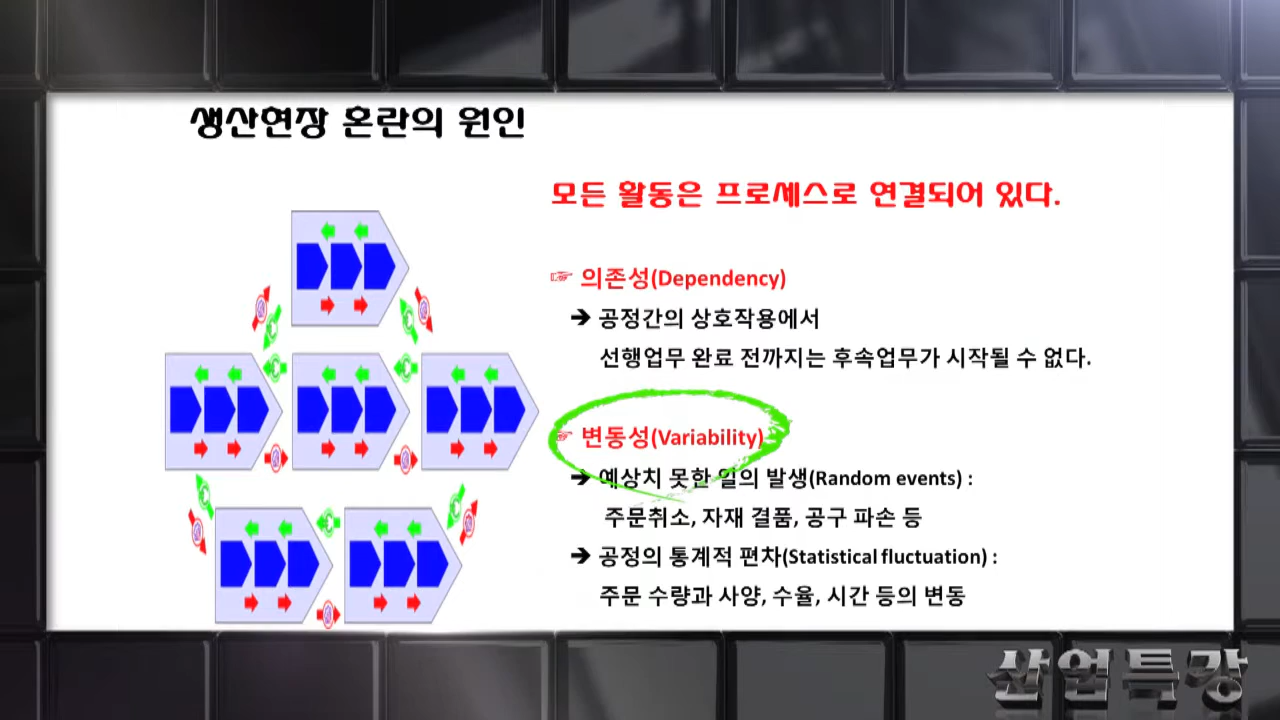 생산현장 혼란의 원인
모든 활동은 프로세스로 연결되어 있다.
☞ 의존성(Dependency)
➔ 공정간의 상호작용에서
선행업무 완료 전까지는 후속업무가 시작될 수 없다.
☞ 변동성(Variability)
➔ 예상치 못한 일의 발생(Random events) :
주문취소, 자재 결품, 공구 파손 등
➔ 공정의 통계적 편차(Statistical fluctuation) :
주문 수량과 사양, 수율, 시간 등의 변동
산업특강